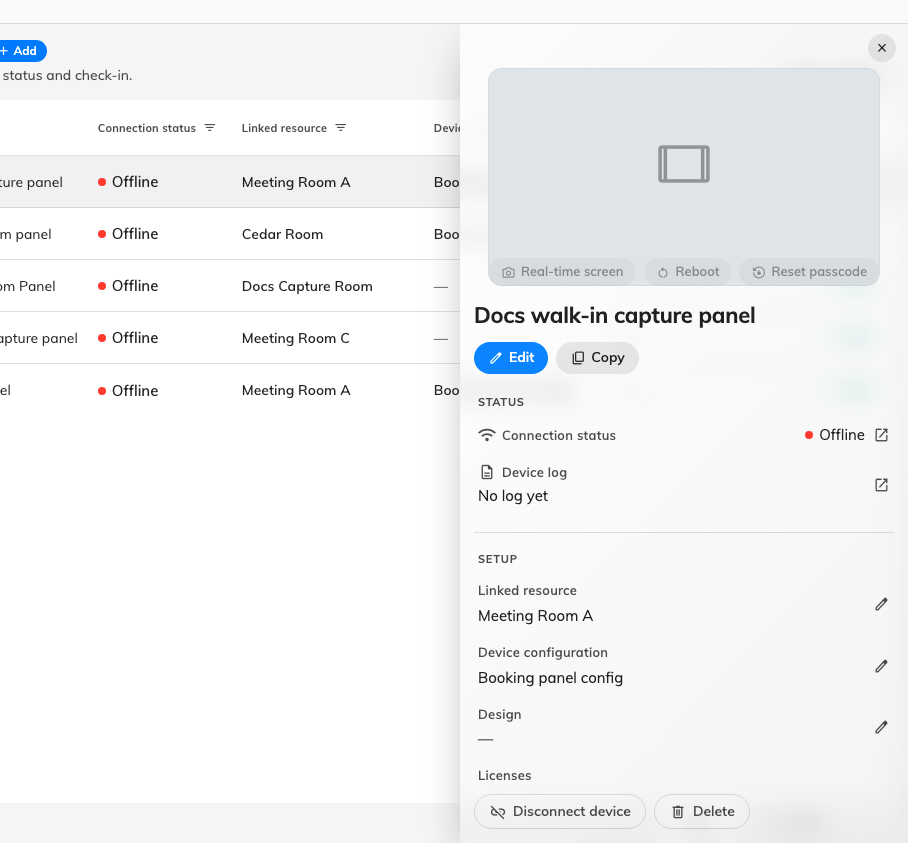 Add
status and check-in.
Connection status
Linked resource
ture panel
Offline
Meeting Room A
Boo
m panel
Offline
Cedar Room
Boo
om Panel
Offline
Docs Capture Room
—
apture panel
Offline
Meeting Room C
—
el
Offline
Meeting Room A
Boo
Real-time screen
Reboot
Reset passcode
Docs walk-in capture panel
Edit
Copy
STATUS
Connection status
Offline
Device log
No log yet
SETUP
Linked resource
Meeting Room A
Device configuration
Booking panel config
Design
—
Licenses
Disconnect device
Delete